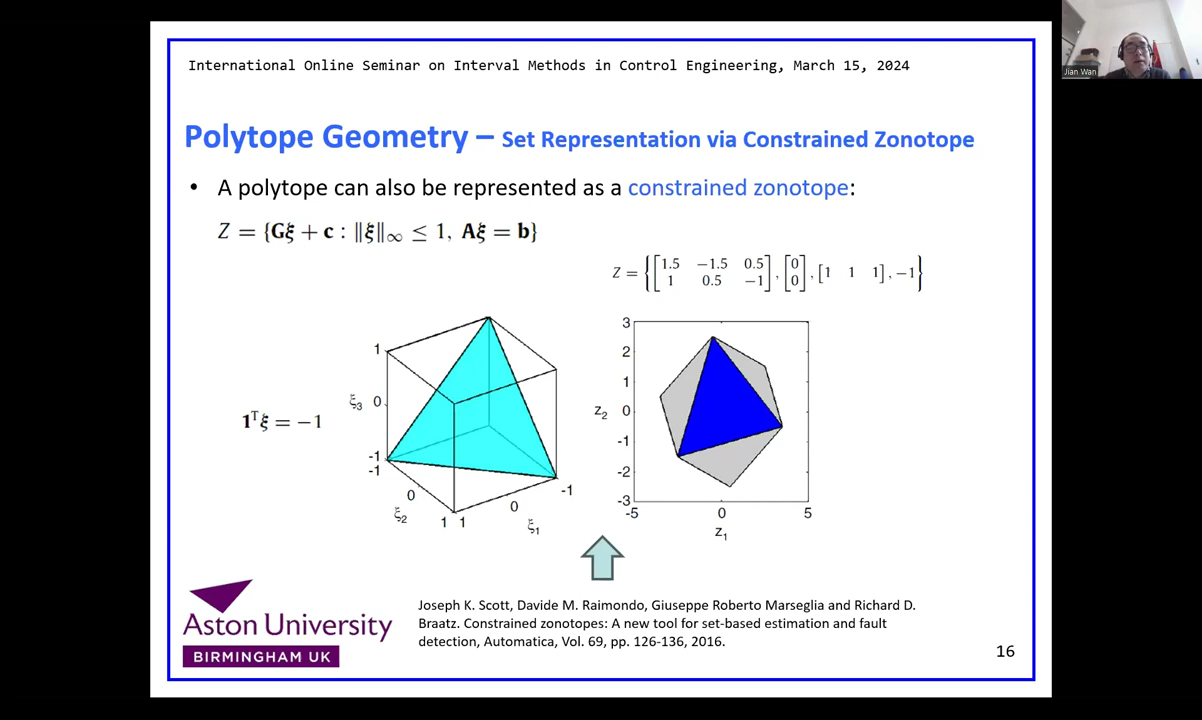 International Online Seminar on Interval Methods in Control Engineering, March 15, 2024
Jian Wan
Polytope Geometry – Set Representation via Constrained Zonotope
• A polytope can also be represented as a constrained zonotope:
Z = {Gξ + c : ‖ξ‖∞ ≤ 1, Aξ = b}
Z = {[1.5 −1.5 0.5; 1 0.5 −1], [0; 0], [1 1 1], −1}
1ᵀξ = −1
1
0
-1
ξ₃
-1
0
1
ξ₂
1
0
-1
ξ₁
3
2
1
0
-1
-2
-3
z₂
-5 0 5
z₁
Joseph K. Scott, Davide M. Raimondo, Giuseppe Roberto Marseglia and Richard D.
Braatz. Constrained zonotopes: A new tool for set-based estimation and fault
detection, Automatica, Vol. 69, pp. 126-136, 2016.
Aston University
BIRMINGHAM UK
16